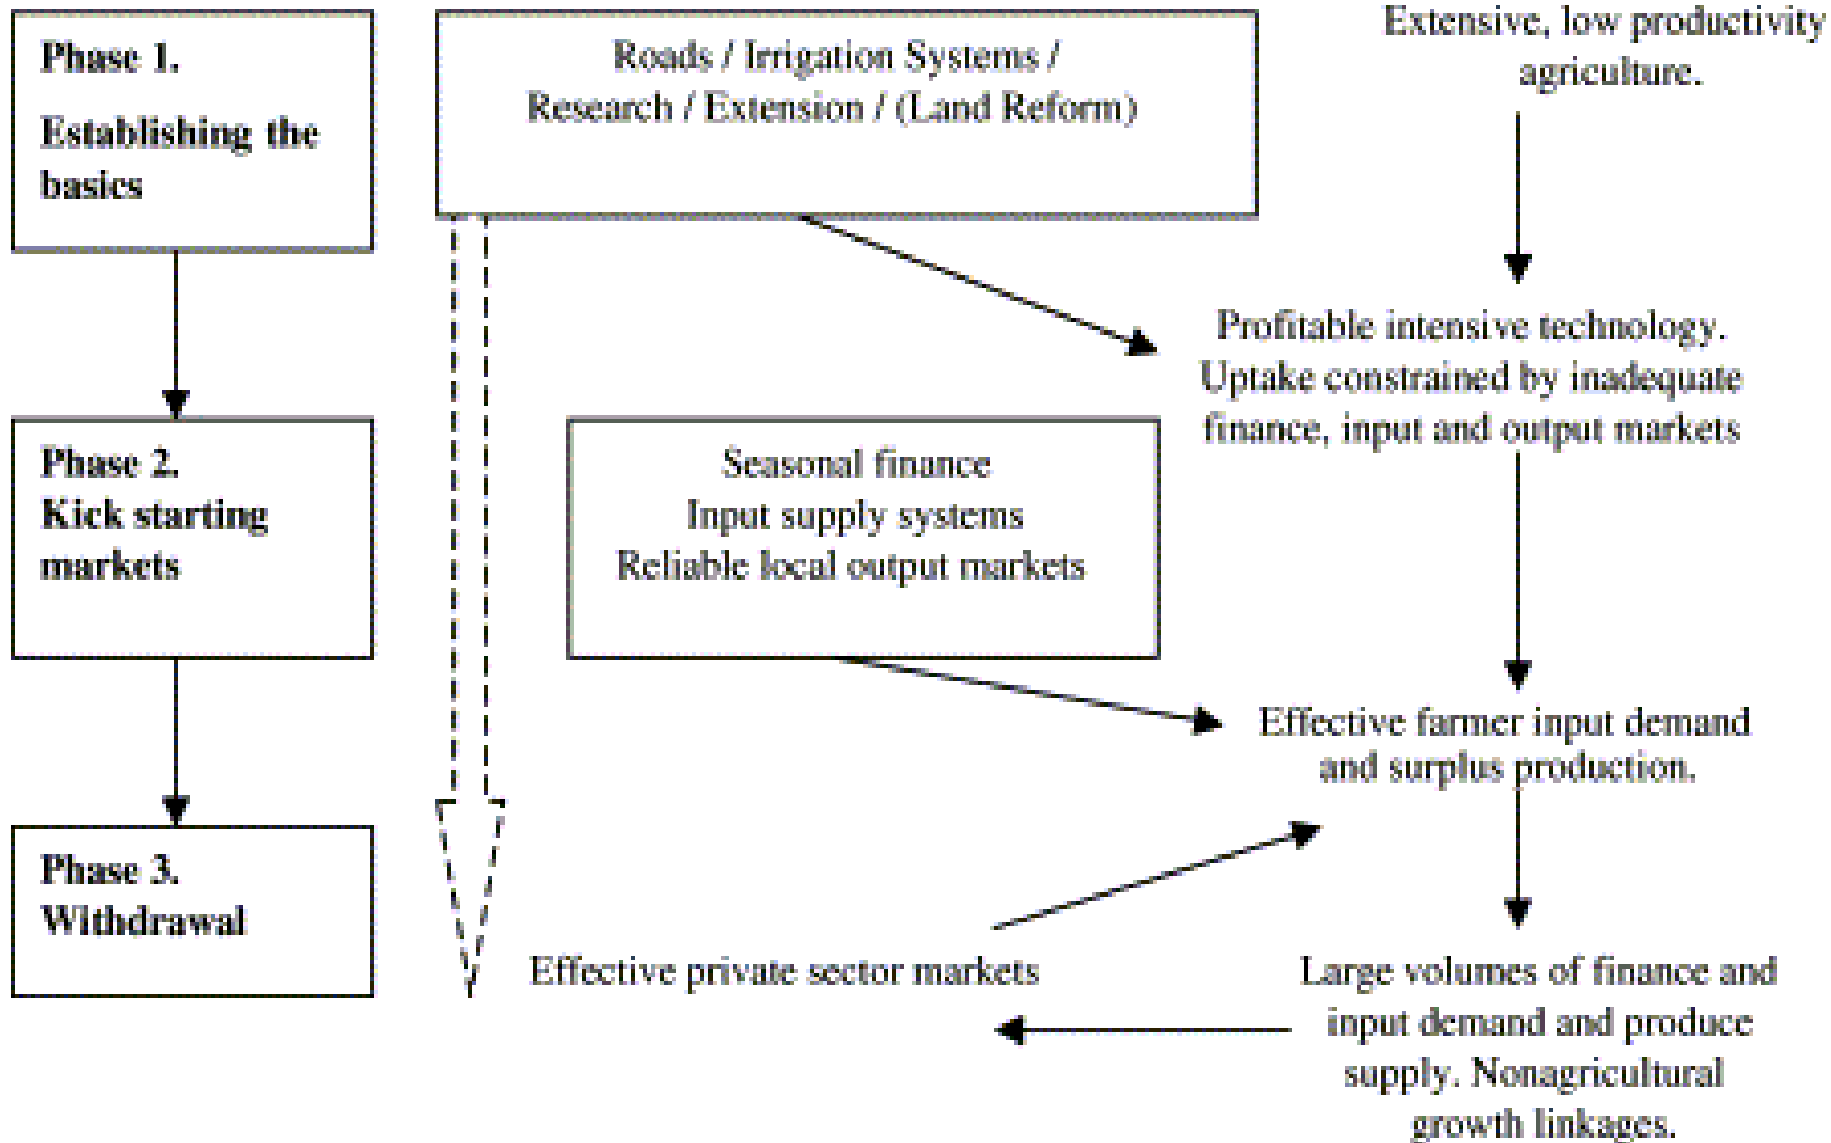 Phase 1.
Establishing the
basics
Roads / Irrigation Systems /
Research / Extension / (Land Reform)
Extensive, low productivity
agriculture.
Profitable intensive technology.
Uptake constrained by inadequate
finance, input and output markets
Phase 2.
Kick starting
markets
Seasonal finance
Input supply systems
Reliable local output markets
Effective farmer input demand
and surplus production.
Phase 3.
Withdrawal
Effective private sector markets
Large volumes of finance and
input demand and produce
supply. Nonagricultural
growth linkages.